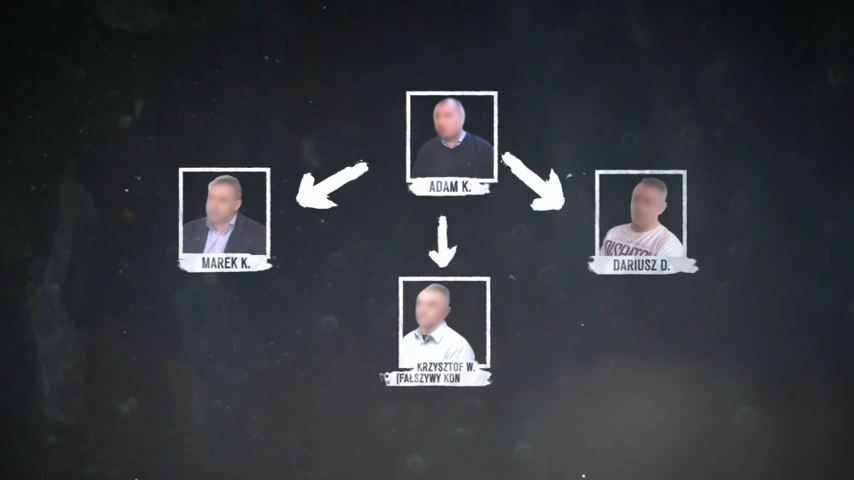 ADAM K.
MAREK K.
DARIUSZ D.
KRZYSZTOF W.
(FAŁSZYWY KON